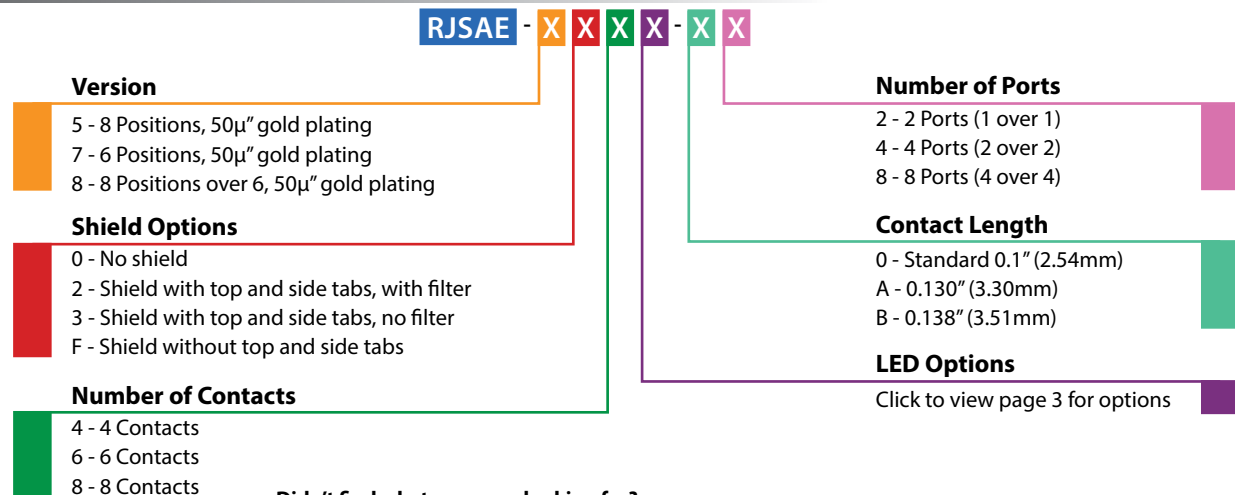 RJSAE - X X X X - X X
Version
5 - 8 Positions, 50µ” gold plating
7 - 6 Positions, 50µ” gold plating
8 - 8 Positions over 6, 50µ” gold plating
Shield Options
0 - No shield
2 - Shield with top and side tabs, with filter
3 - Shield with top and side tabs, no filter
F - Shield without top and side tabs
Number of Contacts
4 - 4 Contacts
6 - 6 Contacts
8 - 8 Contacts
Number of Ports
2 - 2 Ports (1 over 1)
4 - 4 Ports (2 over 2)
8 - 8 Ports (4 over 4)
Contact Length
0 - Standard 0.1” (2.54mm)
A - 0.130” (3.30mm)
B - 0.138” (3.51mm)
LED Options
Click to view page 3 for options